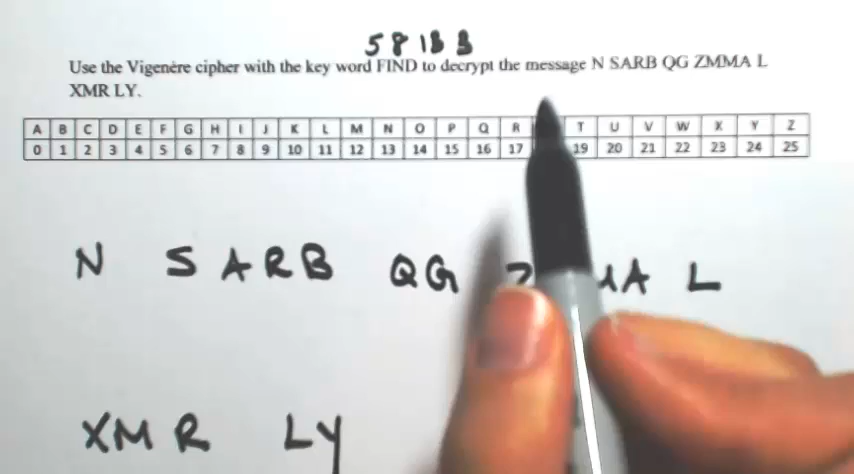 5 8 13 3
Use the Vigenère cipher with the key word FIND to decrypt the message N SARB QG ZMMA L
XMR LY.
A B C D E F G H I J K L M N O P Q R T U V W X Y Z
0 1 2 3 4 5 6 7 8 9 10 11 12 13 14 15 16 17 19 20 21 22 23 24 25
N SARB QG A L
XMR LY